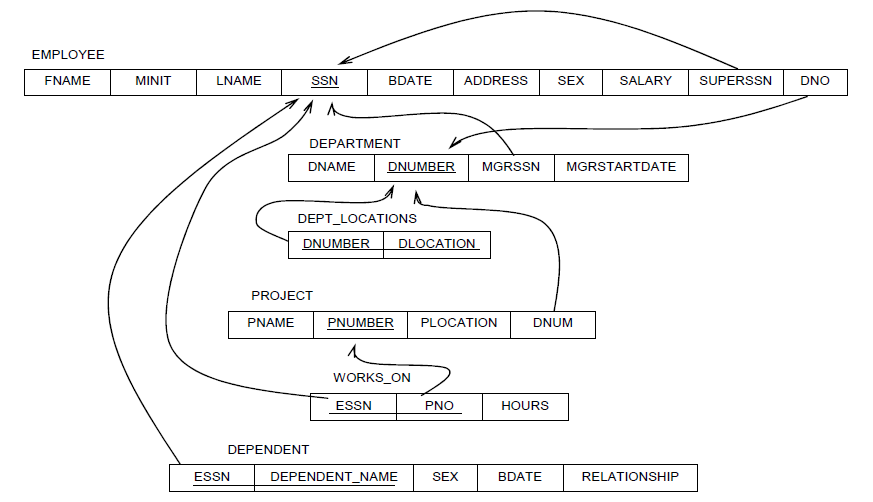 EMPLOYEE
FNAME MINIT LNAME SSN BDATE ADDRESS SEX SALARY SUPERSSN DNO
DEPARTMENT
DNAME DNUMBER MGRSSN MGRSTARTDATE
DEPT_LOCATIONS
DNUMBER DLOCATION
PROJECT
PNAME PNUMBER PLOCATION DNUM
WORKS_ON
ESSN PNO HOURS
DEPENDENT
ESSN DEPENDENT_NAME SEX BDATE RELATIONSHIP